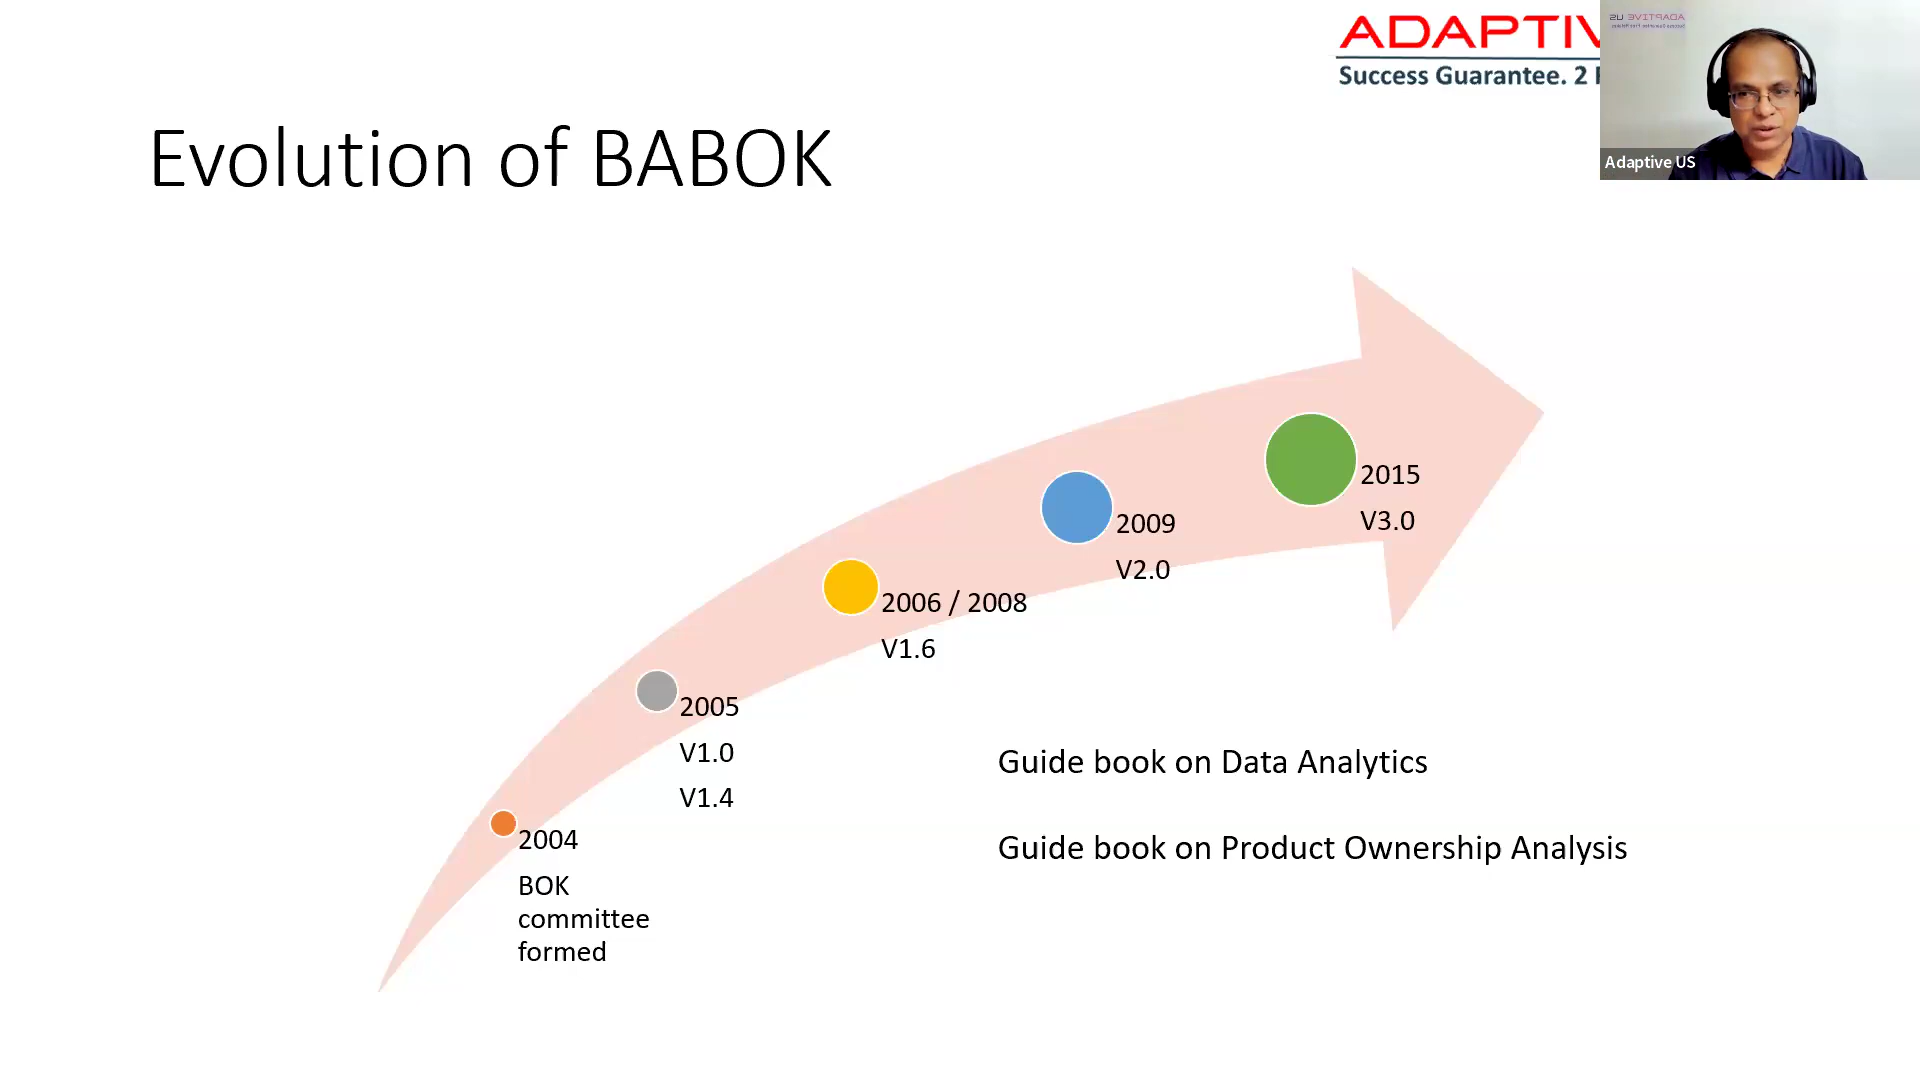 ADAPTIV
Success Guarantee. 2
Adaptive US
Evolution of BABOK
2015
V3.0
2009
V2.0
2006 / 2008
V1.6
2005
V1.0
V1.4
2004
BOK
committee
formed
Guide book on Data Analytics
Guide book on Product Ownership Analysis
ADAPTIVE US